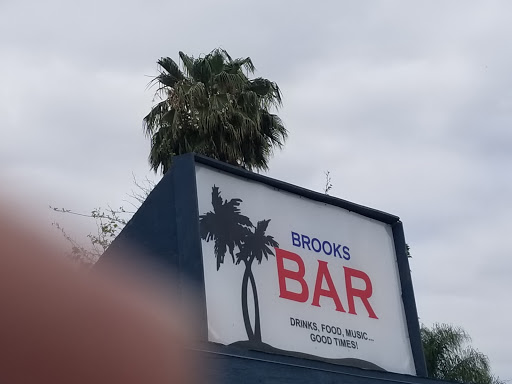 BROOKS
BAR
DRINKS, FOOD, MUSIC...
GOOD TIMES!